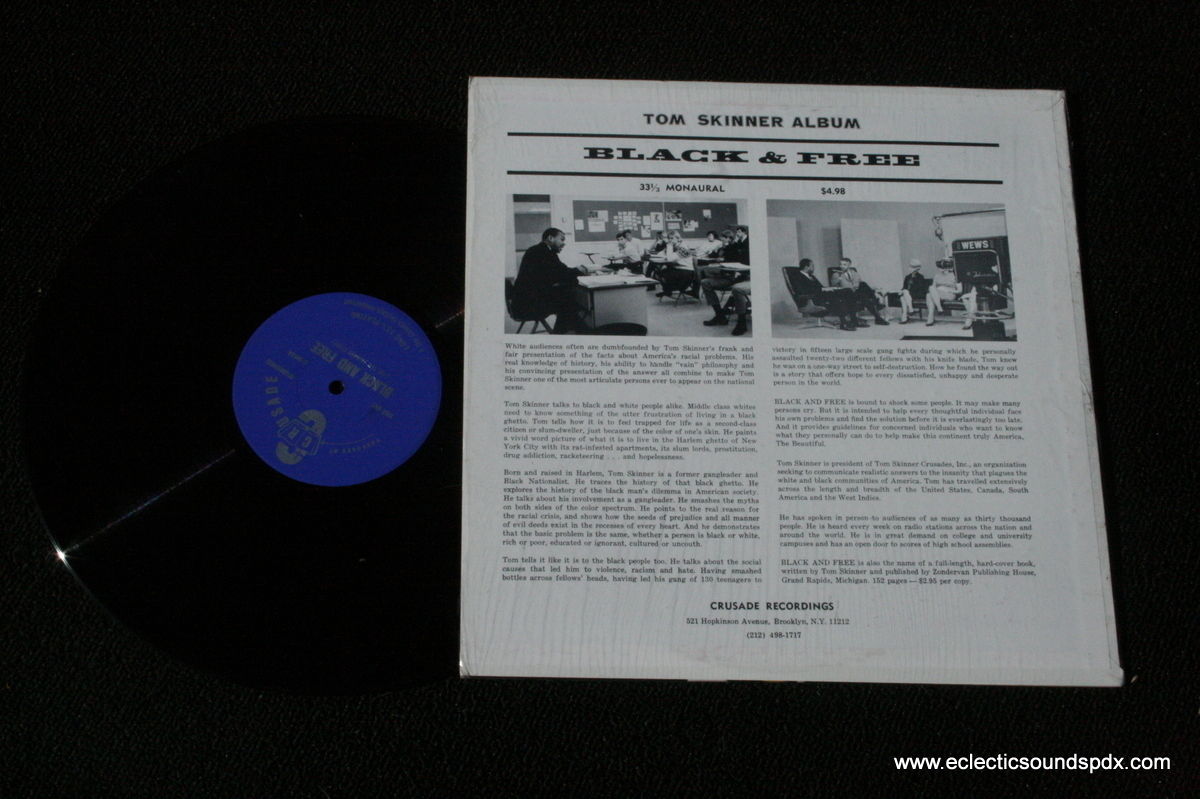 TOM SKINNER ALBUM
BLACK & FREE
33⅓ MONAURAL
$4.98
WEWS
White audiences often are dumbfounded by Tom Skinner's frank and
fair presentation of the facts about America's racial problems. His
real knowledge of history, his ability to handle "vain" philosophy and
his convincing presentation of the answer all combine to make Tom
Skinner one of the most articulate persons ever to appear on the national
scene.
Tom Skinner talks to black and white people alike. Middle class whites
need to know something of the utter frustration of living in a black
ghetto. Tom tells how it is to feel trapped for life as a second-class
citizen or slum-dweller, just because of the color of one's skin. He paints
a vivid word picture of what it is to live in the Harlem ghetto of New
York City with its rat-infested apartments, its slum lords, prostitution,
drug addiction, racketeering . . . and hopelessness.
Born and raised in Harlem, Tom Skinner is a former gangleader and
Black Nationalist. He traces the history of that black ghetto. He
explores the history of the black man's dilemma in American society.
He talks about his involvement as a gangleader. He smashes the myths
on both sides of the color spectrum. He points to the real reason for
the racial crisis, and shows how the seeds of prejudice and all manner
of evil deeds exist in the recesses of every heart. And he demonstrates
that the basic problem is the same, whether a person is black or white,
rich or poor, educated or ignorant, cultured or uncouth.
Tom tells it like it is to the black people too. He talks about the social
causes that led him to violence, racism and hate. Having smashed
bottles across fellows' heads, having led his gang of 130 teenagers to
victory in fifteen large scale gang fights during which he personally
assaulted twenty-two different fellows with his knife blade, Tom knew
he was on a one-way street to self-destruction. How he found the way out
is a story that offers hope to every dissatisfied, unhappy and desperate
person in the world.
BLACK AND FREE is bound to shock some people. It may make many
persons cry. But it is intended to help every thoughtful individual face
his own problems and find the solution before it is everlastingly too late.
And it provides guidelines for concerned individuals who want to know
what they personally can do to help make this continent truly America,
The Beautiful.
Tom Skinner is president of Tom Skinner Crusades, Inc., an organization
seeking to communicate realistic answers to the insanity that plagues the
white and black communities of America. Tom has travelled extensively
across the length and breadth of the United States, Canada, South
America and the West Indies.
He has spoken in person to audiences of as many as thirty thousand
people. He is heard every week on radio stations across the nation and
around the world. He is in great demand on college and university
campuses and has an open door to scores of high school assemblies.
BLACK AND FREE is also the name of a full-length, hard-cover book,
written by Tom Skinner and published by Zondervan Publishing House,
Grand Rapids, Michigan. 152 pages — $2.95 per copy.
CRUSADE RECORDINGS
521 Hopkinson Avenue, Brooklyn, N.Y. 11212
(212) 498-1717
CRUSADE
BLACK AND FREE
www.eclecticsoundspdx.com